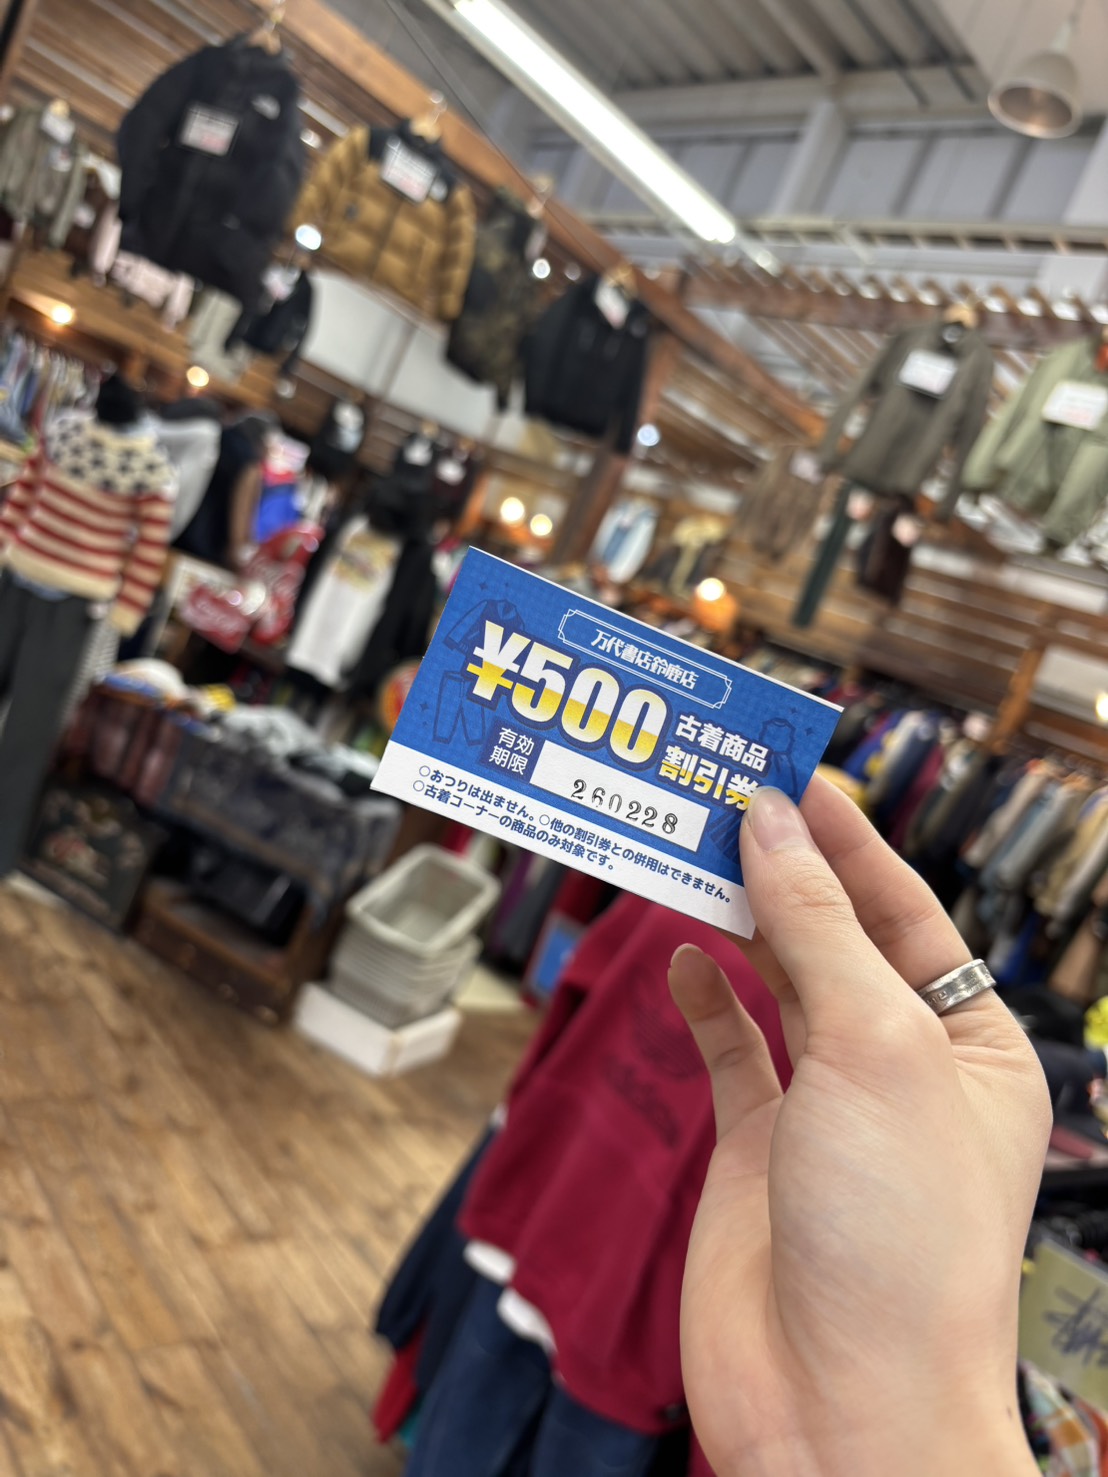 万代書店鈴鹿店
¥500
古着商品
割引券
有効
期限
260228
○おつりは出ません。○他の割引券との併用はできません。
○古着コーナーの商品のみ対象です。